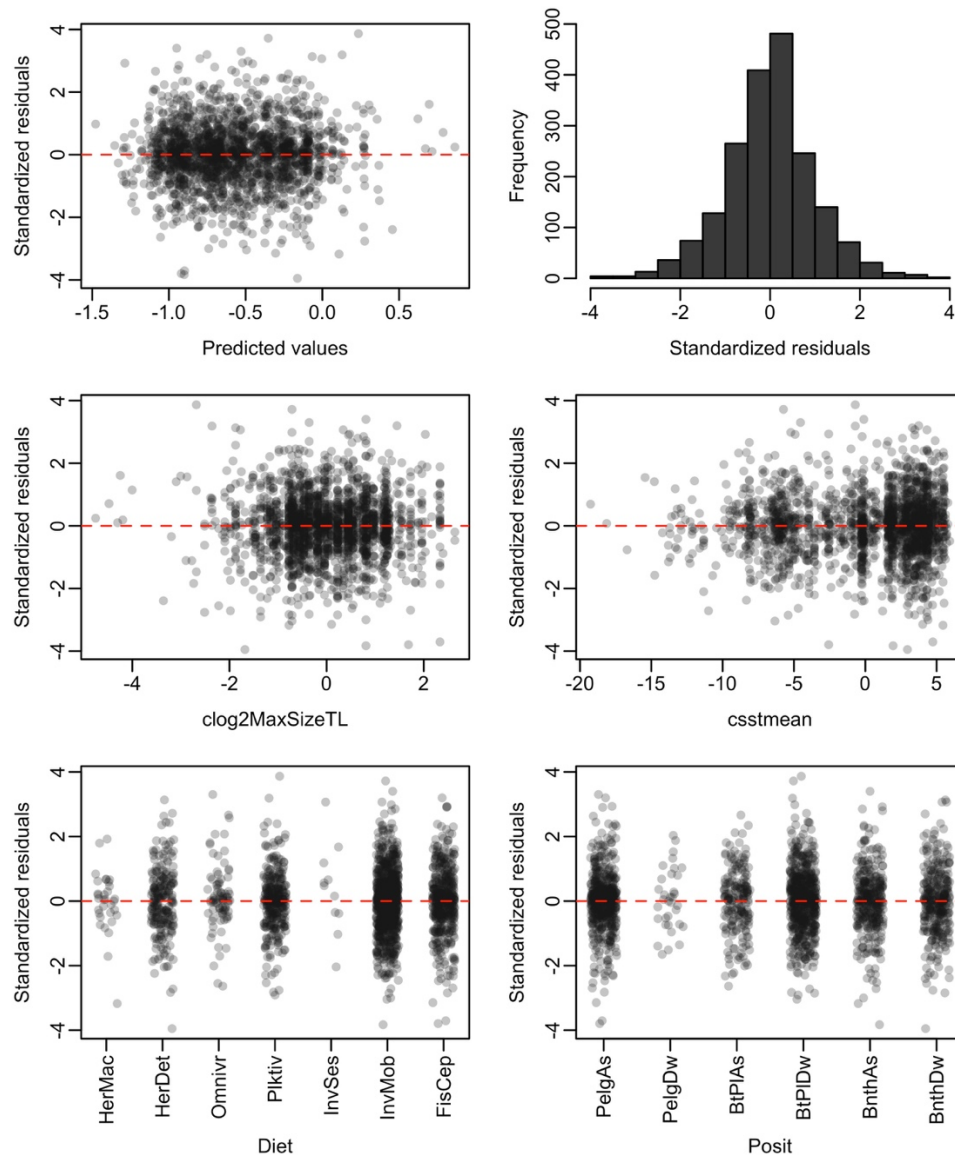 Standardized residuals
4
2
0
-2
-4
-1.5
-1.0
-0.5
0.0
0.5
Predicted values
Frequency
500
400
300
200
100
0
-4
-2
0
2
4
Standardized residuals
Standardized residuals
4
2
0
-2
-4
-4
-2
0
2
clog2MaxSizeTL
Standardized residuals
4
2
0
-2
-4
-20
-15
-10
-5
0
5
csstmean
Standardized residuals
4
2
0
-2
-4
HerMac
HerDet
Omnivr
Plktiv
InvSes
InvMob
FisCep
Diet
Standardized residuals
4
2
0
-2
-4
PelgAs
PelgDw
BtPlAs
BtPlDw
BnthAs
BnthDw
Posit